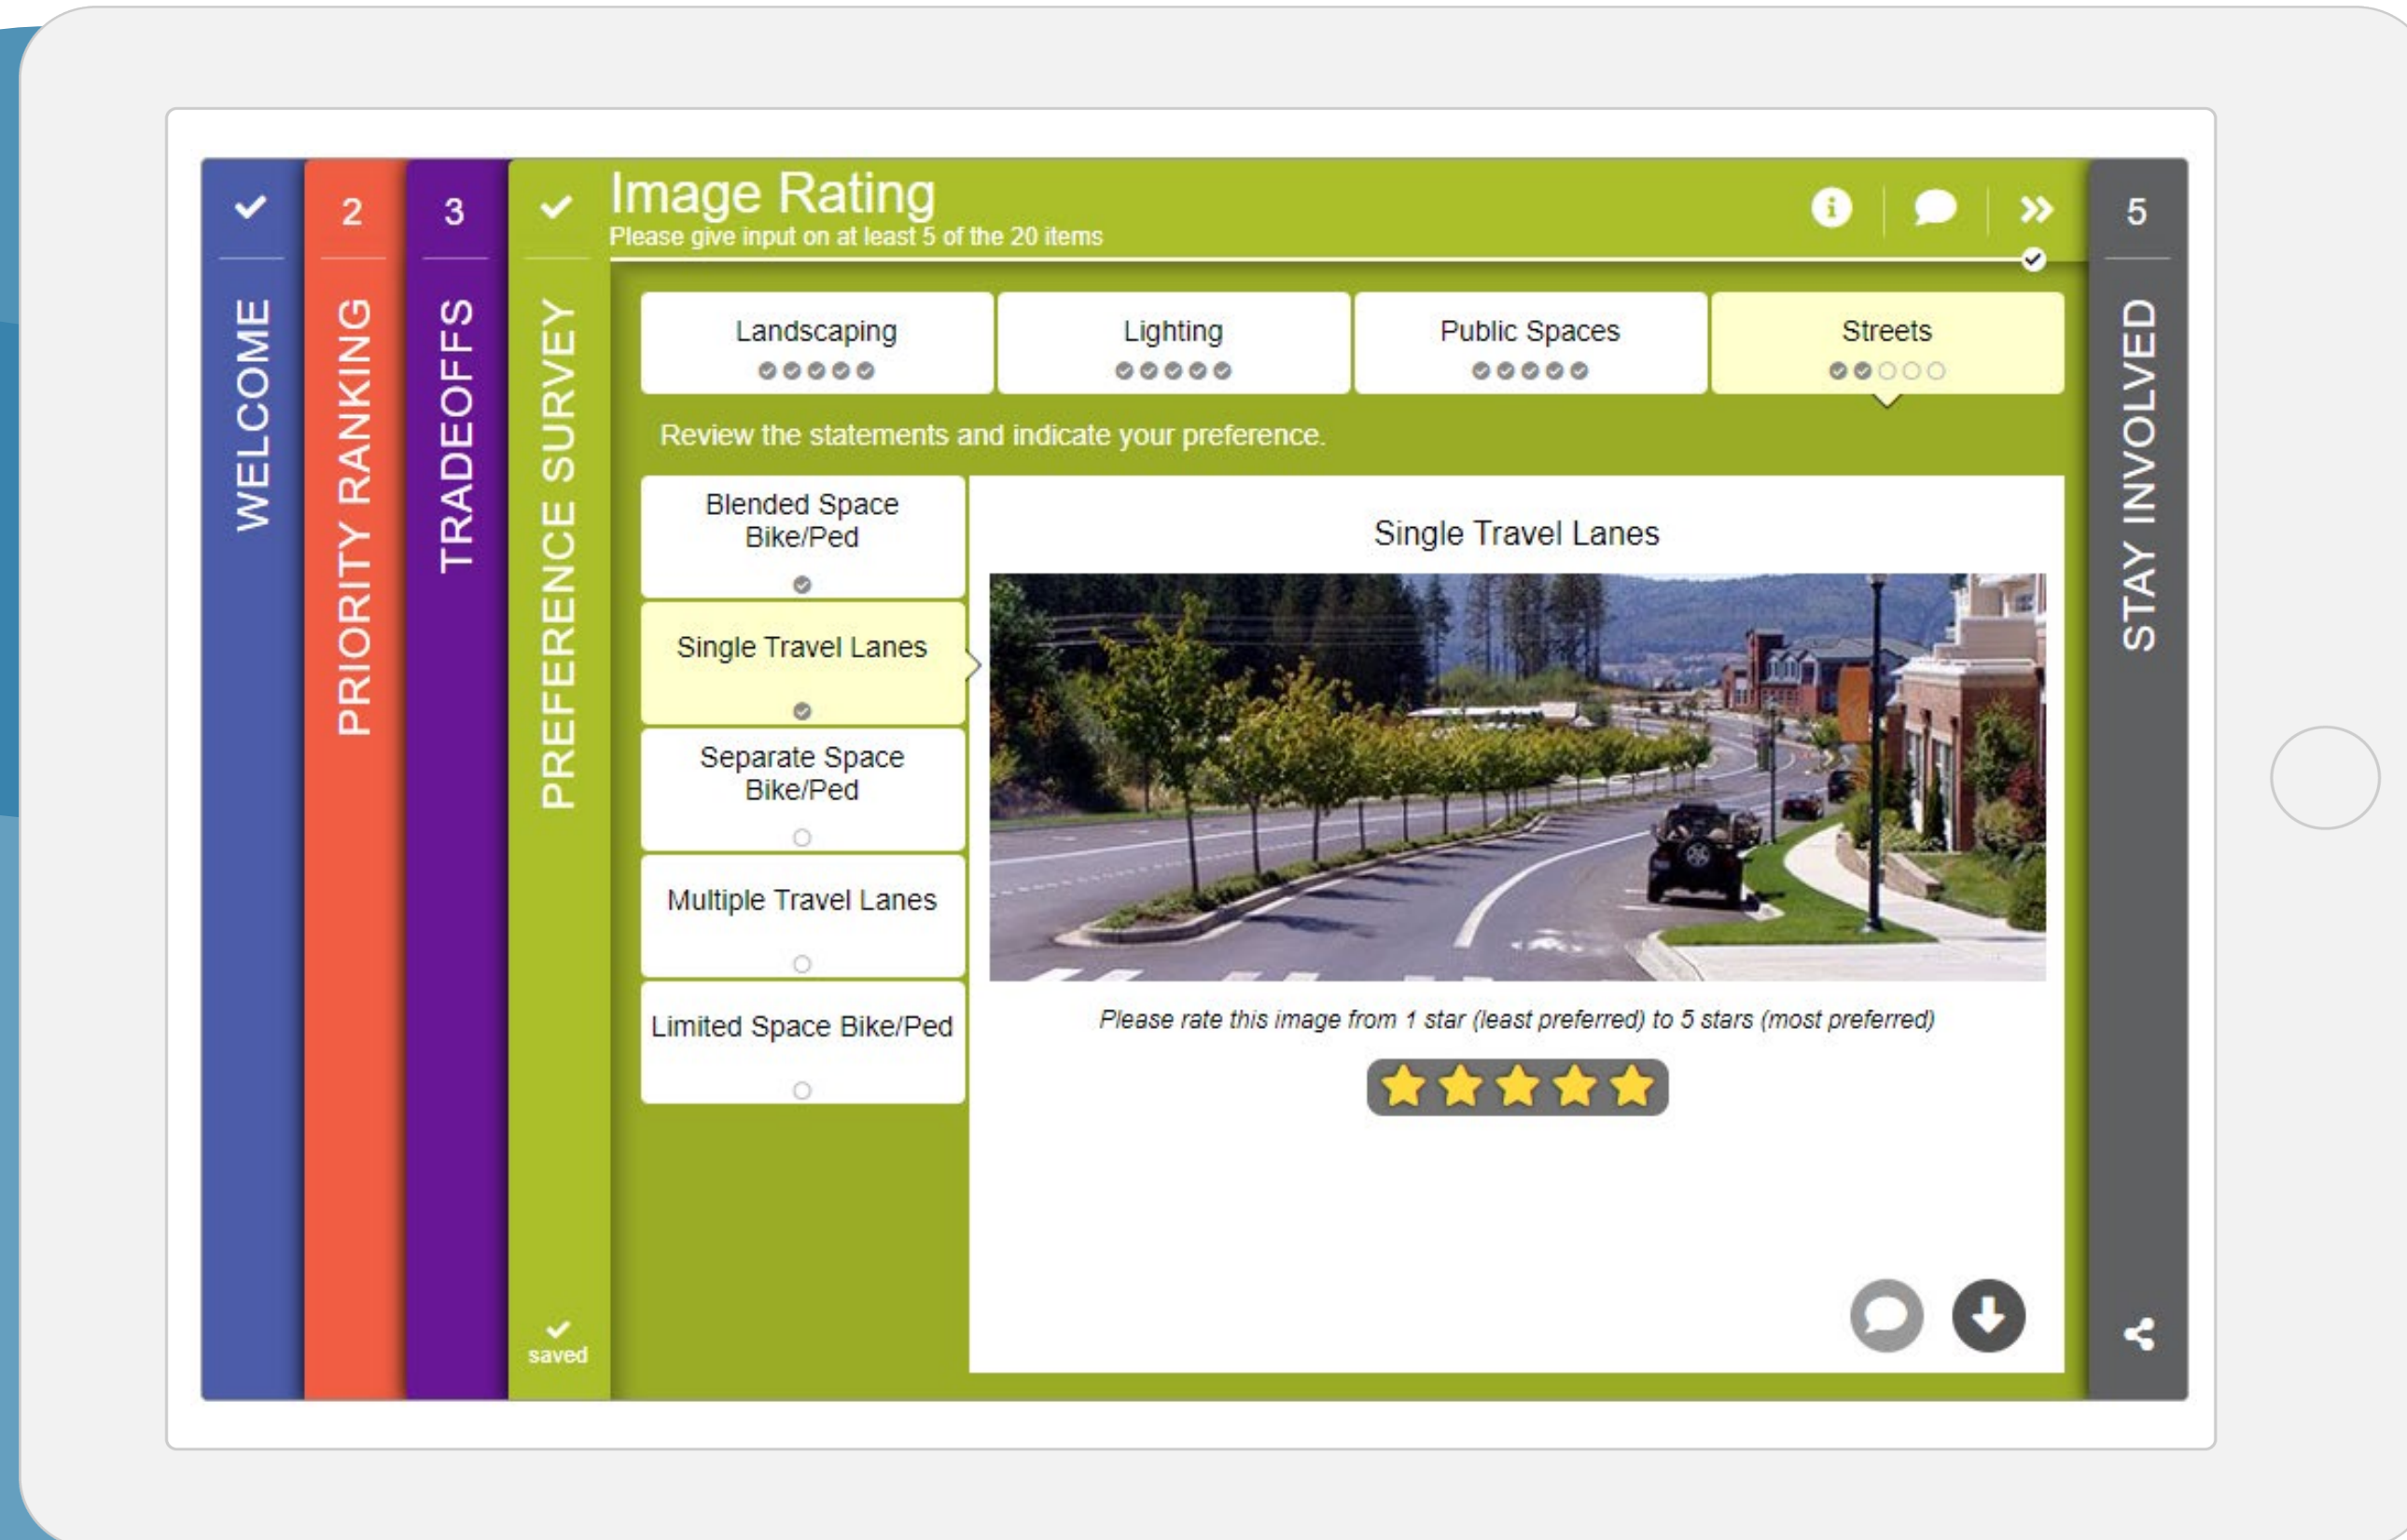 WELCOME
2
PRIORITY RANKING
3
TRADEOFFS
PREFERENCE SURVEY
saved
Image Rating
Please give input on at least 5 of the 20 items
Landscaping
Lighting
Public Spaces
Streets
Review the statements and indicate your preference.
Blended Space
Bike/Ped
Single Travel Lanes
Separate Space
Bike/Ped
Multiple Travel Lanes
Limited Space Bike/Ped
Single Travel Lanes
Please rate this image from 1 star (least preferred) to 5 stars (most preferred)
5
STAY INVOLVED